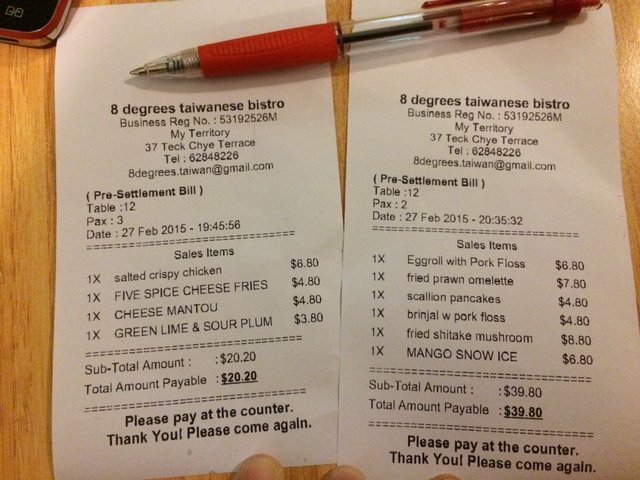 8 degrees taiwanese bistro
Business Reg No. : 53192526M
My Territory
37 Teck Chye Terrace
Tel : 62848226
8degrees.taiwan@gmail.com
( Pre-Settlement Bill )
Table :12
Pax : 3
Date : 27 Feb 2015 - 19:45:56
Sales Items
1X salted crispy chicken $6.80
1X FIVE SPICE CHEESE FRIES $4.80
1X CHEESE MANTOU $4.80
1X GREEN LIME & SOUR PLUM $3.80
Sub-Total Amount : :$20.20
Total Amount Payable :$20.20
Please pay at the counter.
Thank You! Please come again.
8 degrees taiwanese bistro
Business Reg No. : 53192526M
My Territory
37 Teck Chye Terrace
Tel : 62848226
8degrees.taiwan@gmail.com
( Pre-Settlement Bill )
Table :12
Pax : 2
Date : 27 Feb 2015 - 20:35:32
Sales Items
1X Eggroll with Pork Floss $6.80
1X fried prawn omelette $7.80
1X scallion pancakes $4.80
1X brinjal w pork floss $4.80
1X fried shitake mushroom $8.80
1X MANGO SNOW ICE $6.80
Sub-Total Amount : :$39.80
Total Amount Payable :$39.80
Please pay at the counter.
Thank You! Please come again.